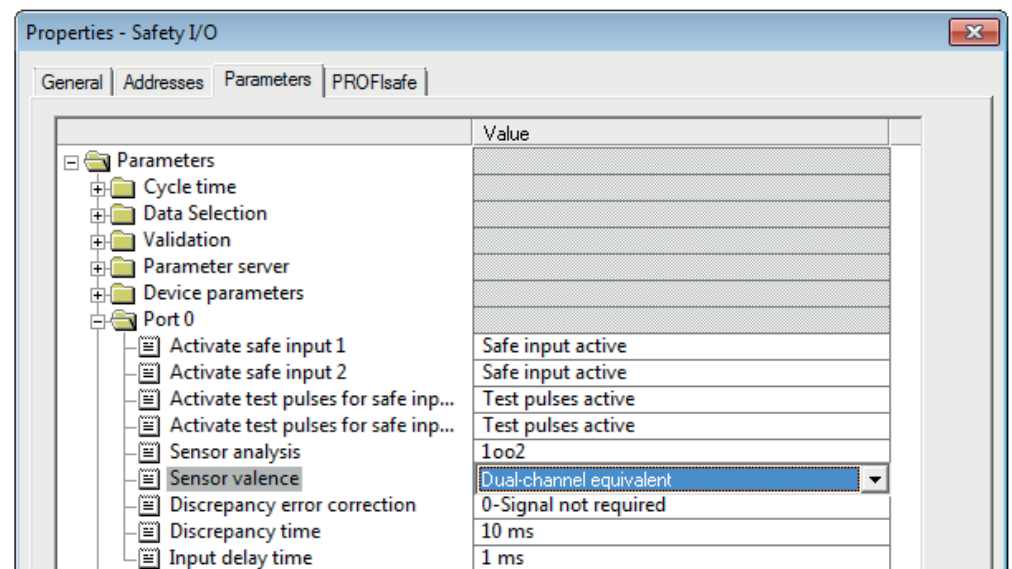 Properties - Safety I/O
General Addresses Parameters PROFIsafe
Value
Parameters
Cycle time
Data Selection
Validation
Parameter server
Device parameters
Port 0
Activate safe input 1 Safe input active
Activate safe input 2 Safe input active
Activate test pulses for safe inp... Test pulses active
Activate test pulses for safe inp... Test pulses active
Sensor analysis 1oo2
Sensor valence Dual-channel equivalent
Discrepancy error correction 0-Signal not required
Discrepancy time 10 ms
Input delay time 1 ms